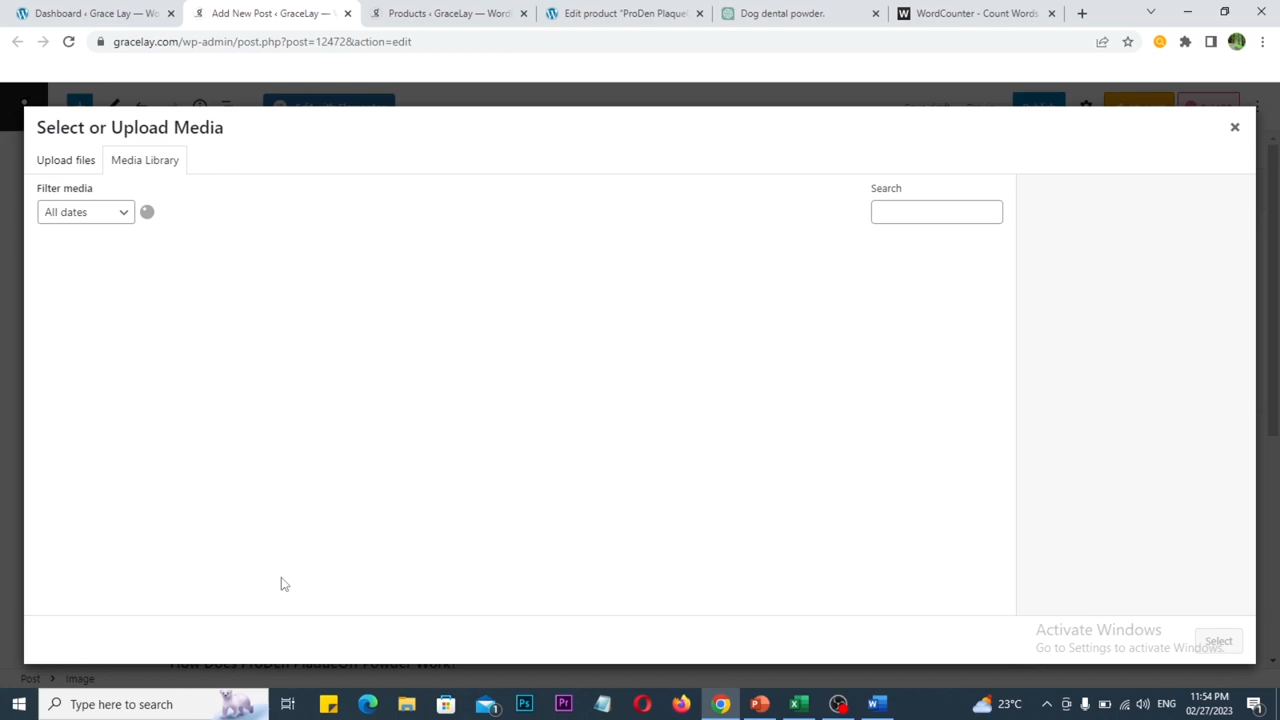 Dashboard ‹ Grace Lay — Wo
Add New Post ‹ GraceLay —
Products ‹ GraceLay — Word
Edit product "ProDen Plaque
Dog dental powder.
WordCounter - Count Words
gracelay.com/wp-admin/post.php?post=12472&action=edit
Select or Upload Media
Upload files
Media Library
Filter media
Search
All dates
Activate Windows
Go to Settings to activate Windows.
Select
How Does ProDen PlaqueOff Powder Work?
Post
Image
Type here to search
23°C
ENG
11:54 PM
02/27/2023